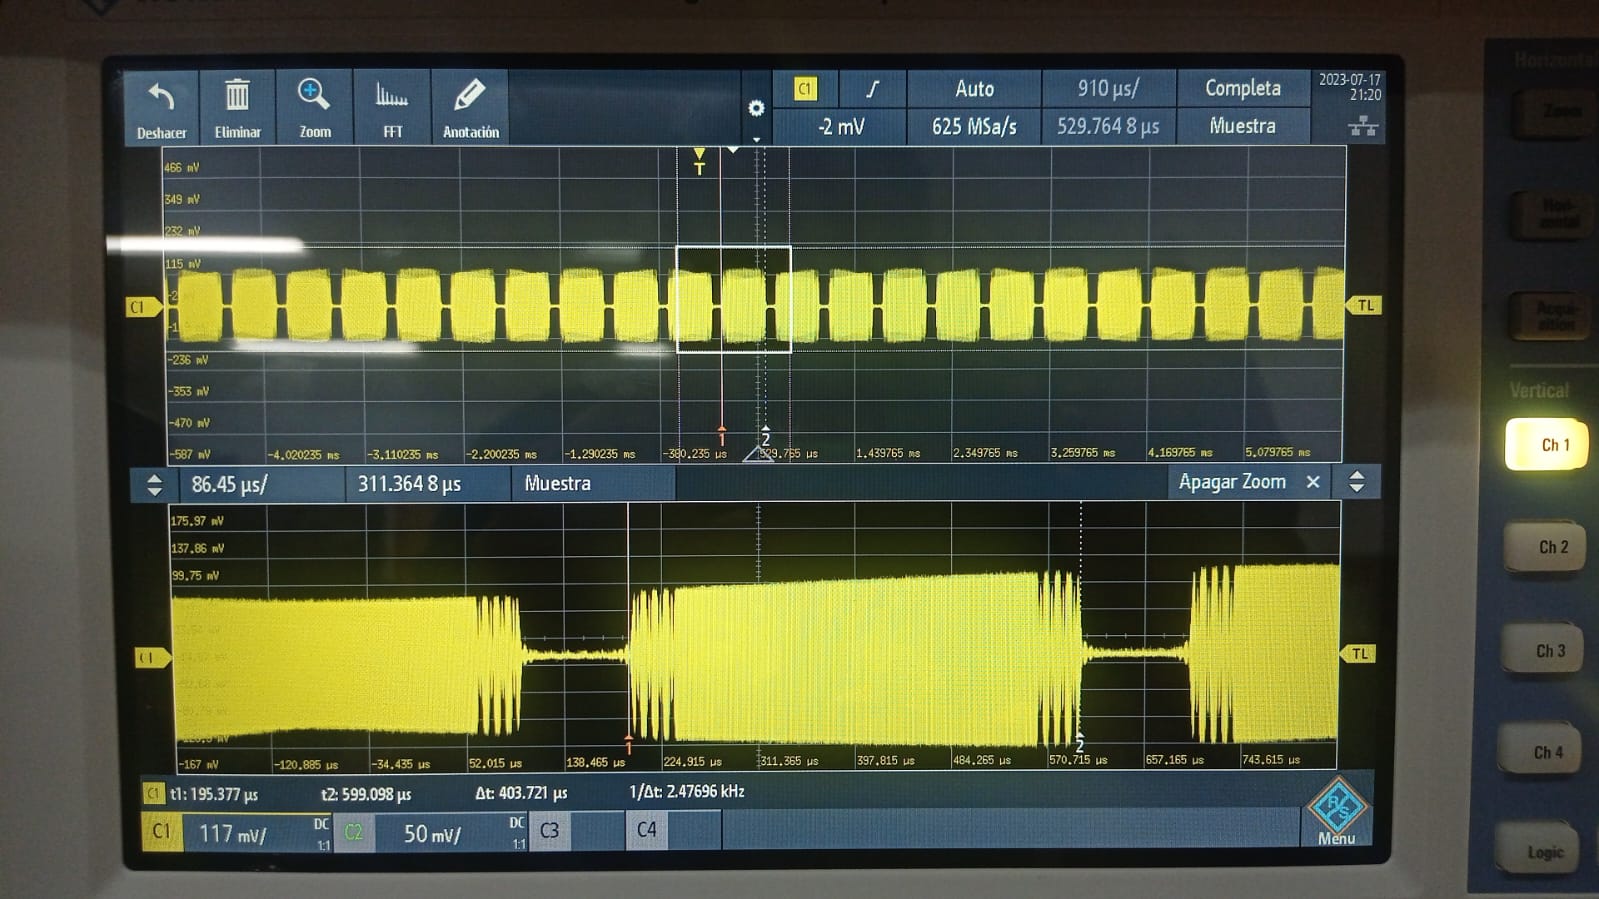 Deshacer Eliminar Zoom FFT Anotación
C1 Auto 910 µs/ Completa
-2 mV 625 MSa/s 529.764 8 µs Muestra
2023-07-17
21:20
T
466 mV
349 mV
232 mV
115 mV
C1 TL
-236 mV
-353 mV
-470 mV
1 2
-587 mV -4.020235 ms -3.110235 ms -2.200235 ms -1.290235 ms -380.235 µs 529.765 µs 1.439765 ms 2.349765 ms 3.259765 ms 4.169765 ms 5.079765 ms
86.45 µs/ 311.364 8 µs Muestra Apagar Zoom ×
175.97 mV
137.86 mV
99.75 mV
C1 TL
1 2
-167 mV -120.885 µs -34.435 µs 52.015 µs 138.465 µs 224.915 µs 311.365 µs 397.815 µs 484.265 µs 570.715 µs 657.165 µs 743.615 µs
C1 t1: 195.377 µs t2: 599.098 µs Δt: 403.721 µs 1/Δt: 2.47696 kHz
C1 117 mV/ DC 1:1 C2 50 mV/ DC 1:1 C3 C4
R/S
Menu
Horizontal
Zoom
Hori-
zontal
Acqui-
sition
Vertical
Ch 1
Ch 2
Ch 3
Ch 4
Logic